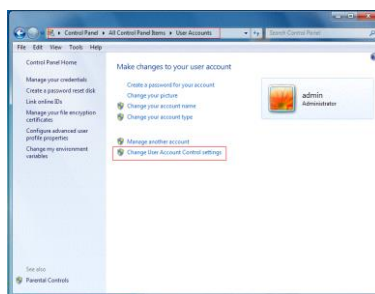 Control Panel ▸ All Control Panel Items ▸ User Accounts
Search Control Panel
File Edit View Tools Help
Control Panel Home
Manage your credentials
Create a password reset disk
Link online IDs
Manage your file encryption
certificates
Configure advanced user
profile properties
Change my environment
variables
See also
Parental Controls
Make changes to your user account
Create a password for your account
Change your picture
Change your account name
Change your account type
Manage another account
Change User Account Control settings
admin
Administrator